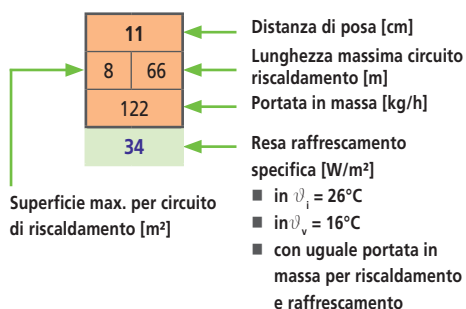 11
8 66
122
34
Distanza di posa [cm]
Lunghezza massima circuito
riscaldamento [m]
Portata in massa [kg/h]
Resa raffrescamento
specifica [W/m²]
■ in ϑi = 26°C
■ inϑv = 16°C
■ con uguale portata in
massa per riscaldamento
e raffrescamento
Superficie max. per circuito
di riscaldamento [m²]